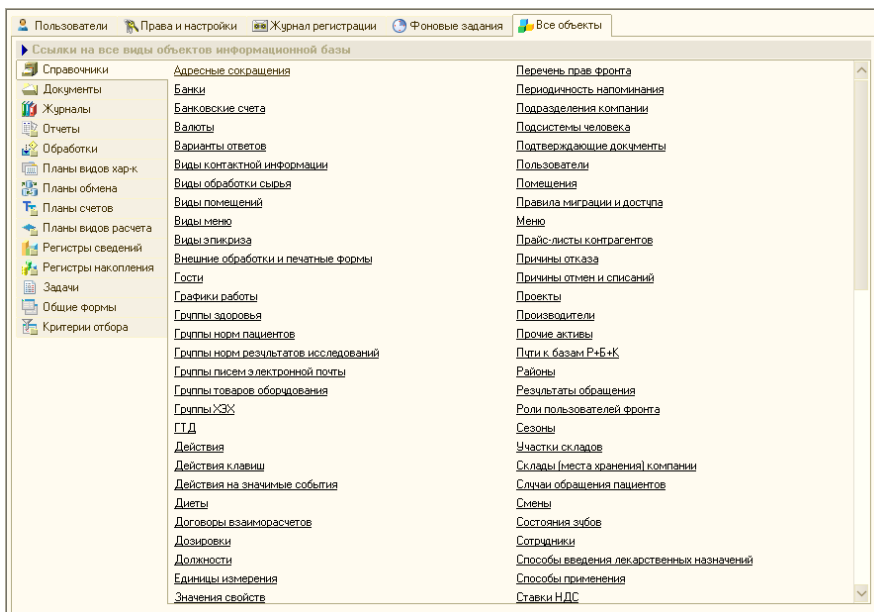 Пользователи
Права и настройки
Журнал регистрации
Фоновые задания
Все объекты
Ссылки на все виды объектов информационной базы
Справочники
Документы
Журналы
Отчеты
Обработки
Планы видов хар-к
Планы обмена
Планы счетов
Планы видов расчета
Регистры сведений
Регистры накопления
Задачи
Общие формы
Критерии отбора
Адресные сокращения
Банки
Банковские счета
Валюты
Варианты ответов
Виды контактной информации
Виды обработки сырья
Виды помещений
Виды меню
Виды эпикриза
Внешние обработки и печатные формы
Гости
Графики работы
Группы здоровья
Группы норм пациентов
Группы норм результатов исследований
Группы писем электронной почты
Группы товаров оборудования
Группы ХЭХ
ГТД
Действия
Действия клавиш
Действия на значимые события
Диеты
Договоры взаиморасчетов
Дозировки
Должности
Единицы измерения
Значения свойств
Перечень прав фронта
Периодичность напоминания
Подразделения компании
Подсистемы человека
Подтверждающие документы
Пользователи
Помещения
Правила миграции и доступа
Меню
Прайс-листы контрагентов
Причины отказа
Причины отмен и списаний
Проекты
Производители
Прочие активы
Пути к базам Р+Б+К
Районы
Результаты обращения
Роли пользователей фронта
Сезоны
Участки складов
Склады (места хранения) компании
Случаи обращения пациентов
Смены
Состояния зубов
Сотрудники
Способы введения лекарственных назначений
Способы применения
Ставки НДС